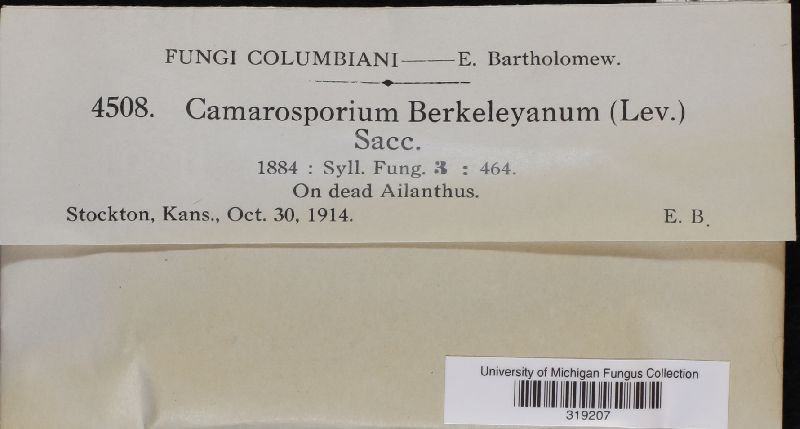 FUNGI COLUMBIANI——E. Bartholomew.
4508. Camarosporium Berkeleyanum (Lev.)
Sacc.
1884 : Syll. Fung. 3 : 464.
On dead Ailanthus.
Stockton, Kans., Oct. 30, 1914. E. B.
University of Michigan Fungus Collection
319207